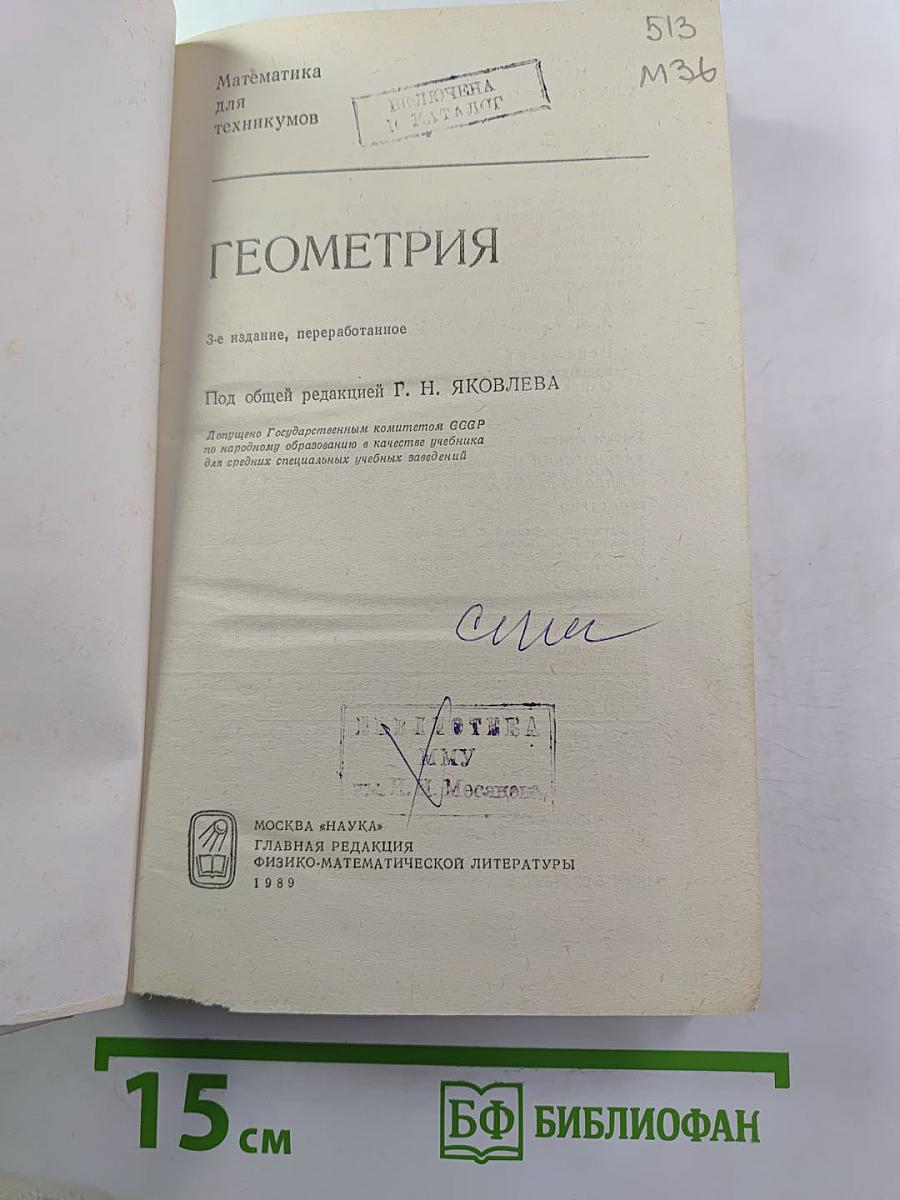 513
М36
Математика
для
техникумов
ВКЛЮЧЕНА
КАТАЛОГ
ГЕОМЕТРИЯ
3-е издание, переработанное
Под общей редакцией Г. Н. ЯКОВЛЕВА
Допущено Государственным комитетом СССР
по народному образованию в качестве учебника
для средних специальных учебных заведений
БИБЛИОТЕКА
ММУ
МОСКВА «НАУКА»
ГЛАВНАЯ РЕДАКЦИЯ
ФИЗИКО-МАТЕМАТИЧЕСКОЙ ЛИТЕРАТУРЫ
1989
15 см
БФ БИБЛИОФАН